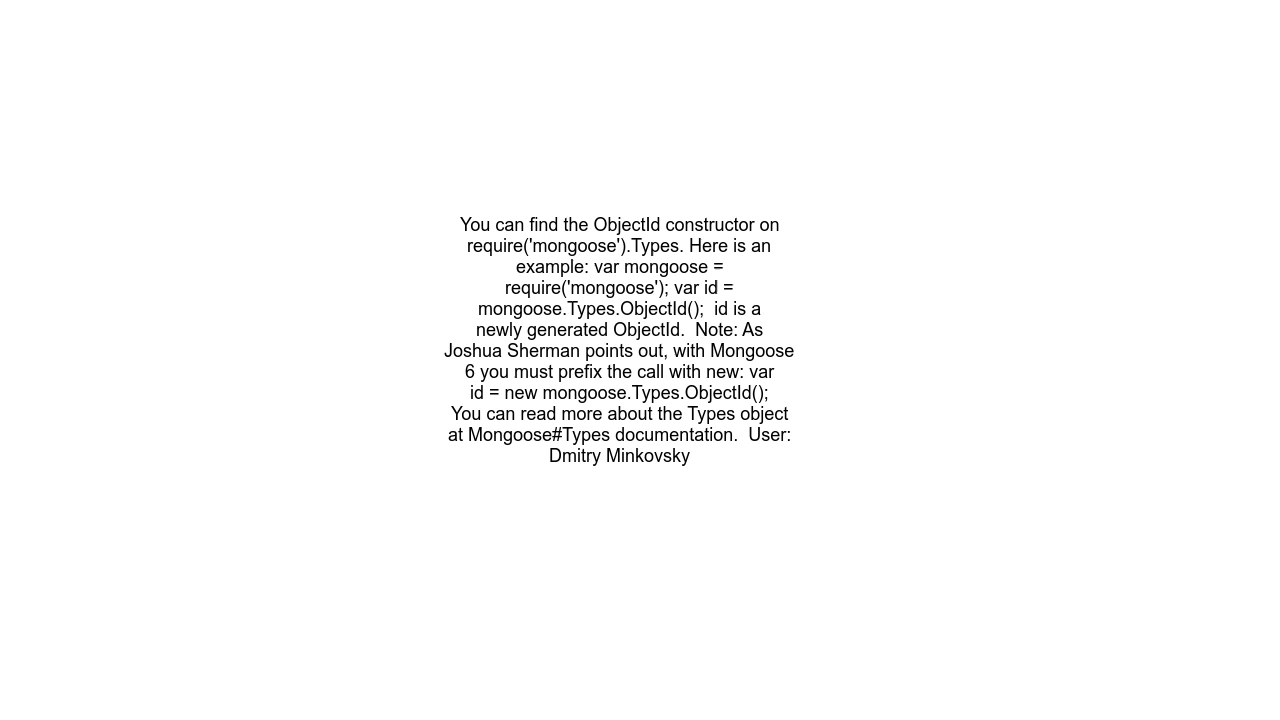 You can find the ObjectId constructor on
require('mongoose').Types. Here is an
example: var mongoose =
require('mongoose'); var id =
mongoose.Types.ObjectId();  id is a
newly generated ObjectId.  Note: As
Joshua Sherman points out, with Mongoose
6 you must prefix the call with new: var
id = new mongoose.Types.ObjectId();
You can read more about the Types object
at Mongoose#Types documentation.  User:
Dmitry Minkovsky